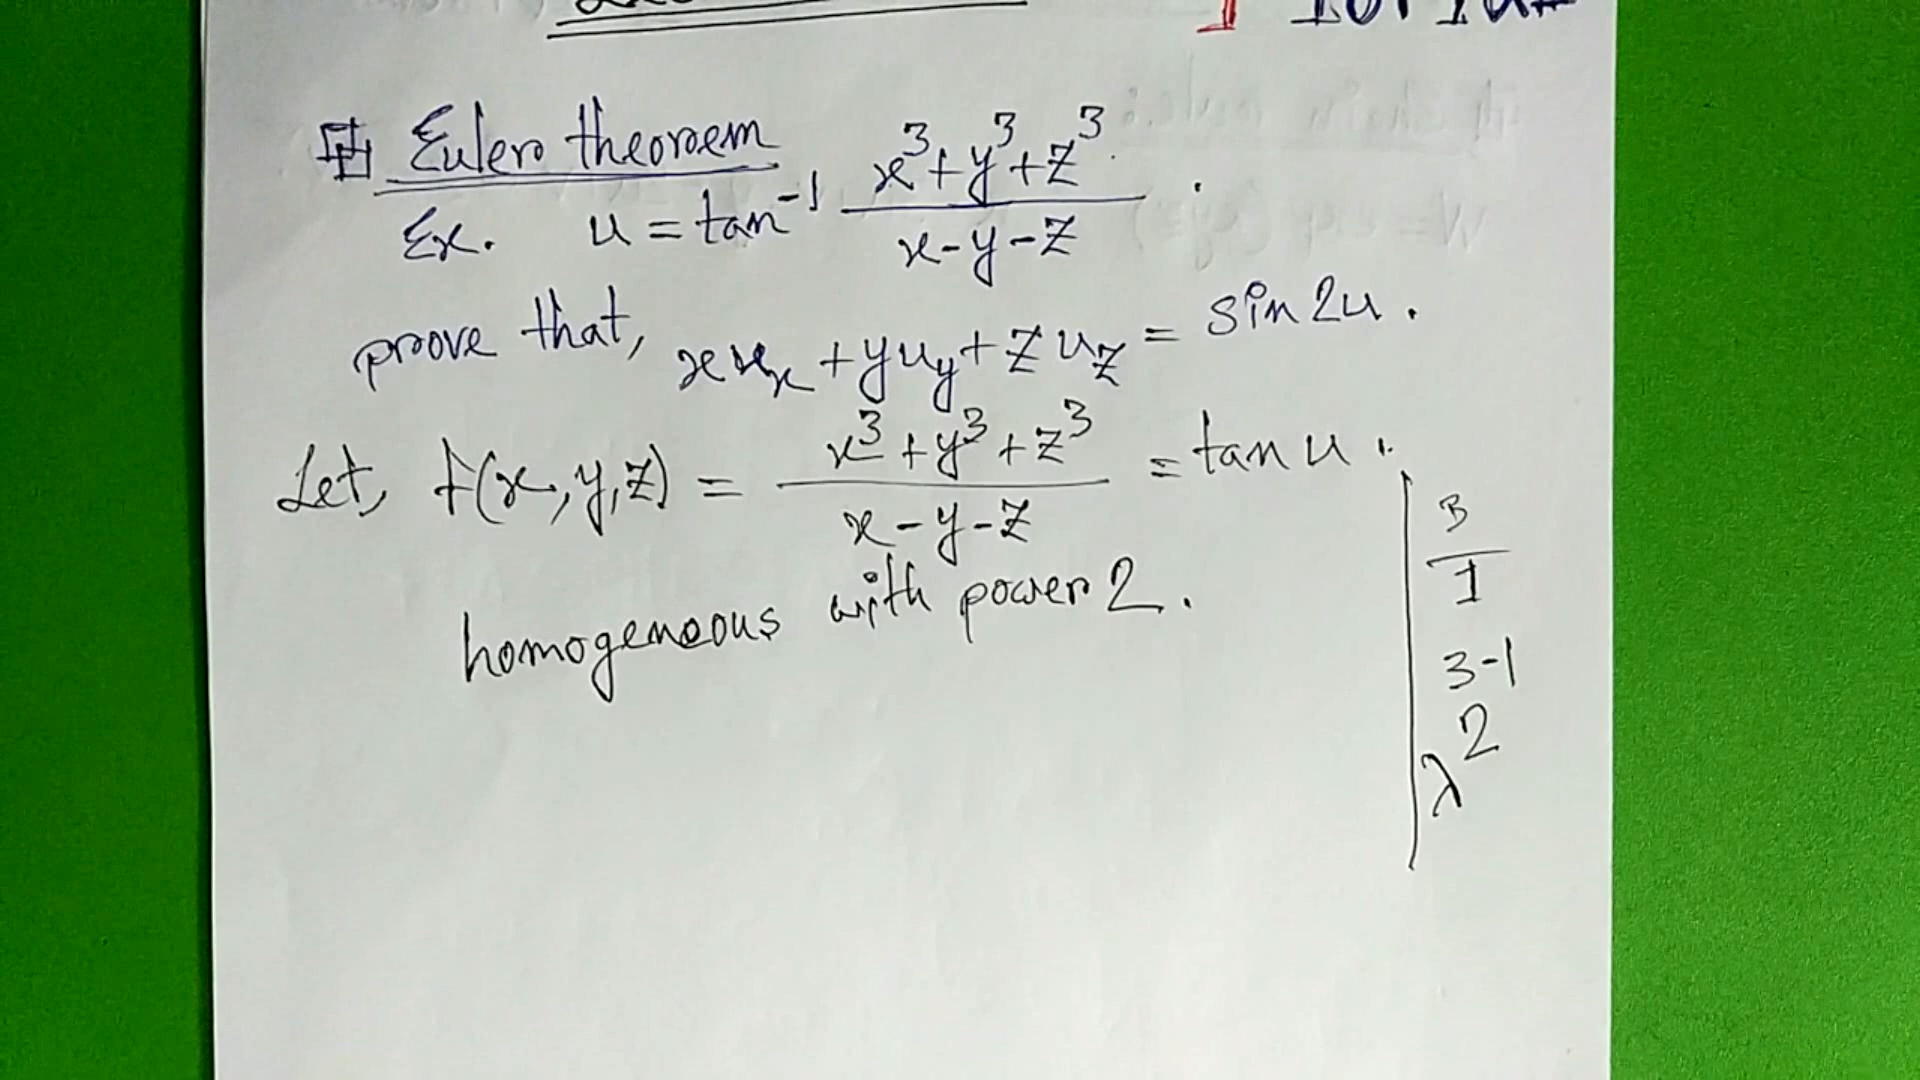 Euler theorem
Ex. u = tan⁻¹ (x³+y³+z³)/(x-y-z) .
prove that, xuₓ + yu_y + zu_z = sin2u .
Let, f(x,y,z) = (x³+y³+z³)/(x-y-z) = tan u .
homogeneous with power 2 .
3
1
3-1
λ²